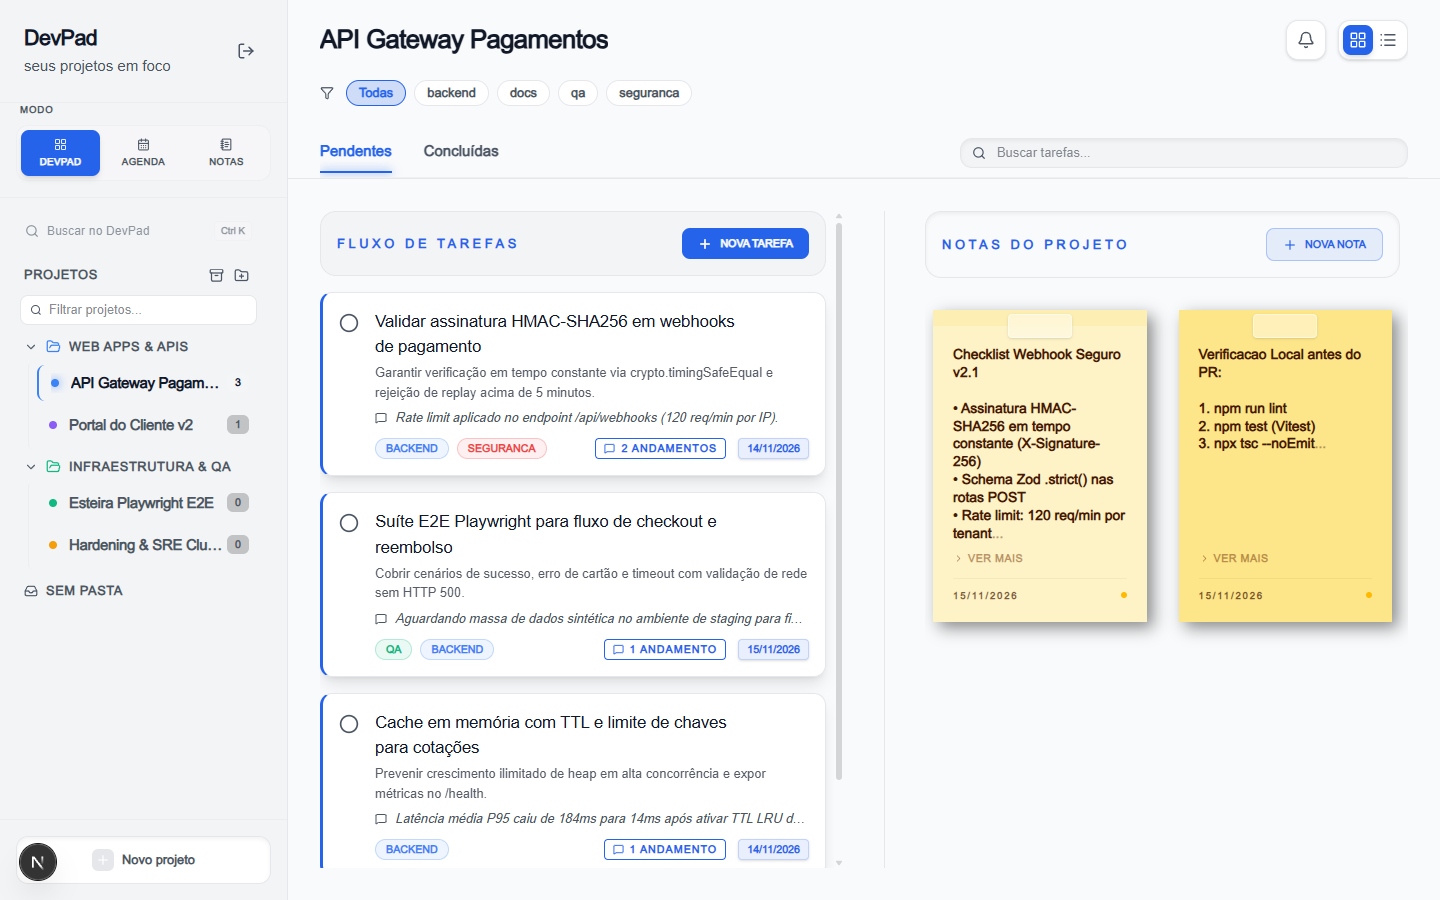 DevPad
seus projetos em foco
MODO
DEVPAD
AGENDA
NOTAS
Buscar no DevPad
Ctrl K
PROJETOS
Filtrar projetos...
WEB APPS & APIS
API Gateway Pagam...
3
Portal do Cliente v2
1
INFRAESTRUTURA & QA
Esteira Playwright E2E
0
Hardening & SRE Clu...
0
SEM PASTA
N
Novo projeto
API Gateway Pagamentos
Todas
backend
docs
qa
seguranca
Pendentes
Concluídas
Buscar tarefas...
FLUXO DE TAREFAS
NOVA TAREFA
Validar assinatura HMAC-SHA256 em webhooks
de pagamento
Garantir verificação em tempo constante via crypto.timingSafeEqual e
rejeição de replay acima de 5 minutos.
Rate limit aplicado no endpoint /api/webhooks (120 req/min por IP).
BACKEND
SEGURANCA
2 ANDAMENTOS
14/11/2026
Suíte E2E Playwright para fluxo de checkout e
reembolso
Cobrir cenários de sucesso, erro de cartão e timeout com validação de rede
sem HTTP 500.
Aguardando massa de dados sintética no ambiente de staging para fi...
QA
BACKEND
1 ANDAMENTO
15/11/2026
Cache em memória com TTL e limite de chaves
para cotações
Prevenir crescimento ilimitado de heap em alta concorrência e expor
métricas no /health.
Latência média P95 caiu de 184ms para 14ms após ativar TTL LRU d...
BACKEND
1 ANDAMENTO
14/11/2026
NOTAS DO PROJETO
NOVA NOTA
Checklist Webhook Seguro
v2.1
• Assinatura HMAC-
SHA256 em tempo
constante (X-Signature-
256)
• Schema Zod .strict() nas
rotas POST
• Rate limit: 120 req/min por
tenant...
VER MAIS
15/11/2026
Verificacao Local antes do
PR:
1. npm run lint
2. npm test (Vitest)
3. npx tsc --noEmit...
VER MAIS
15/11/2026